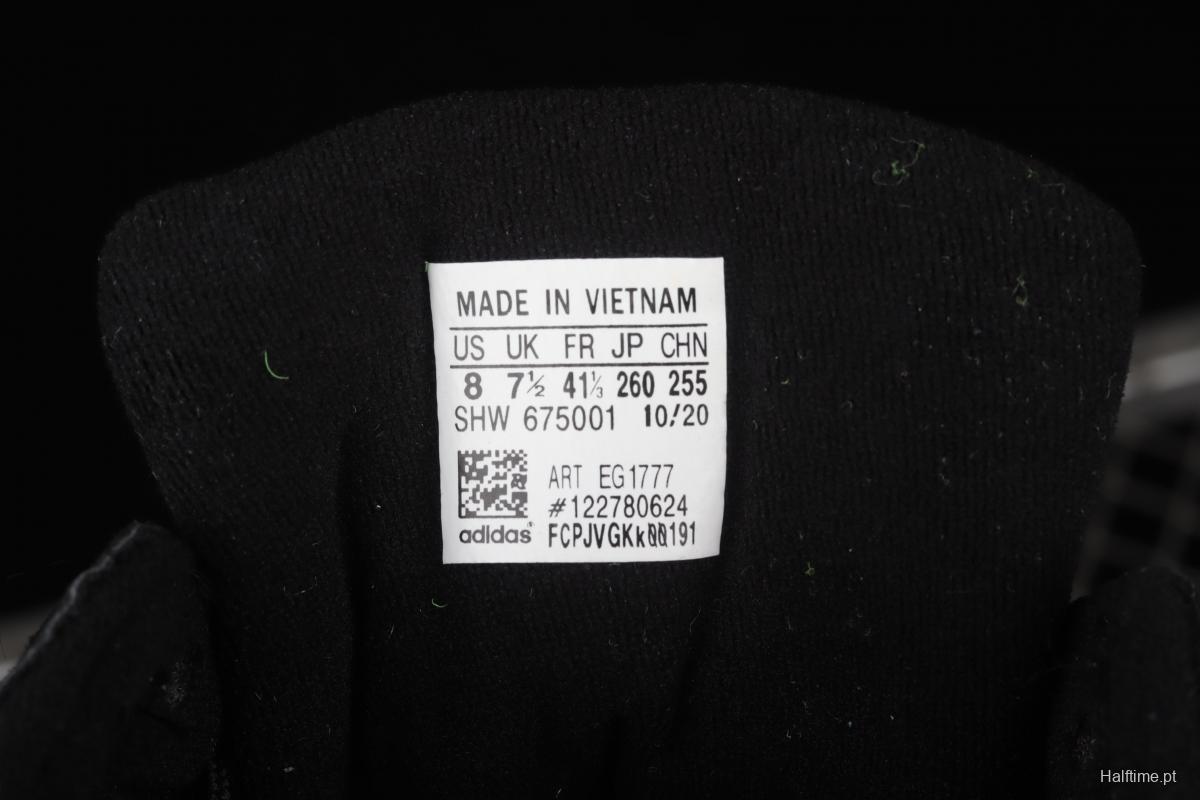 MADE IN VIETNAM
US UK FR JP CHN
8 7½ 41⅓ 260 255
SHW 675001 10/20
ART EG1777
#122780624
adidas
FCPJVGKk00191
Halftime.pt